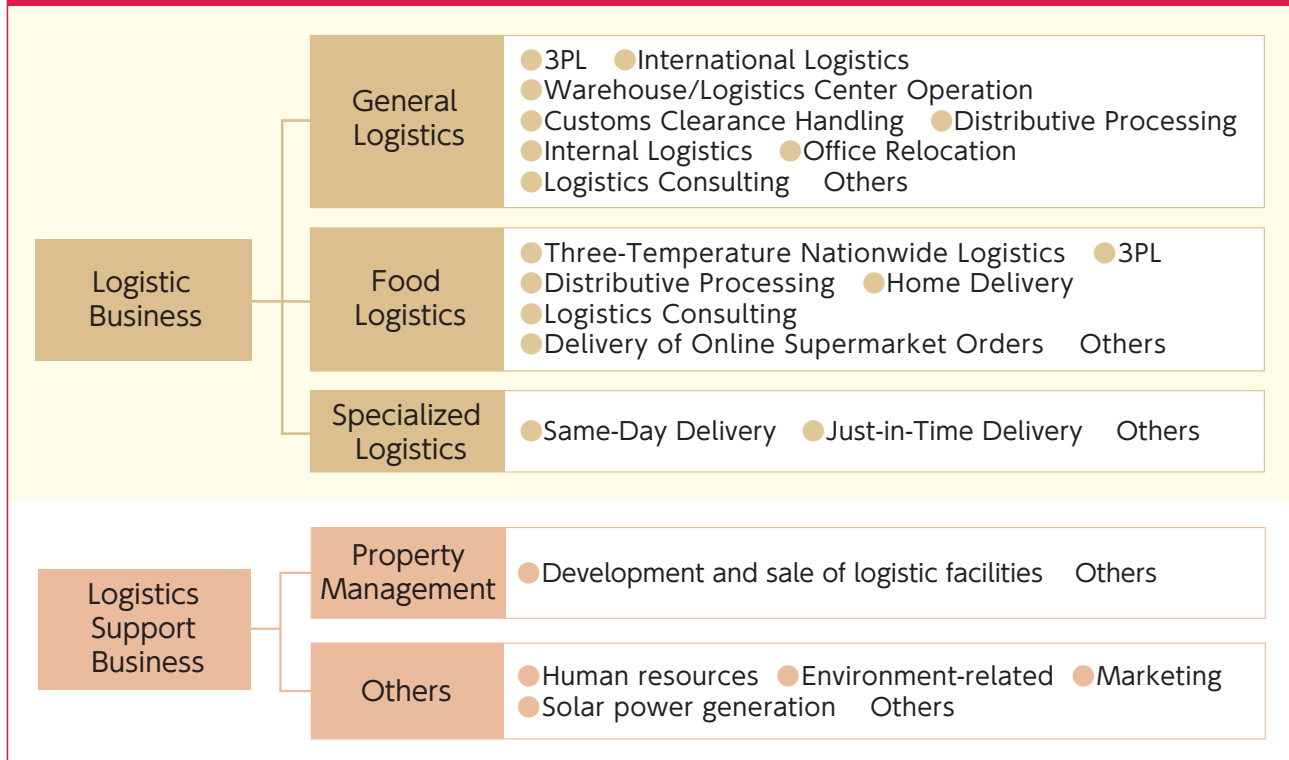 General
Logistics
●3PL ●International Logistics
●Warehouse/Logistics Center Operation
●Customs Clearance Handling ●Distributive Processing
●Internal Logistics ●Office Relocation
●Logistics Consulting Others
Logistic
Business
Food
Logistics
●Three-Temperature Nationwide Logistics ●3PL
●Distributive Processing ●Home Delivery
●Logistics Consulting
●Delivery of Online Supermarket Orders Others
Specialized
Logistics
●Same-Day Delivery ●Just-in-Time Delivery Others
Logistics
Support
Business
Property
Management
●Development and sale of logistic facilities Others
Others
●Human resources ●Environment-related ●Marketing
●Solar power generation Others